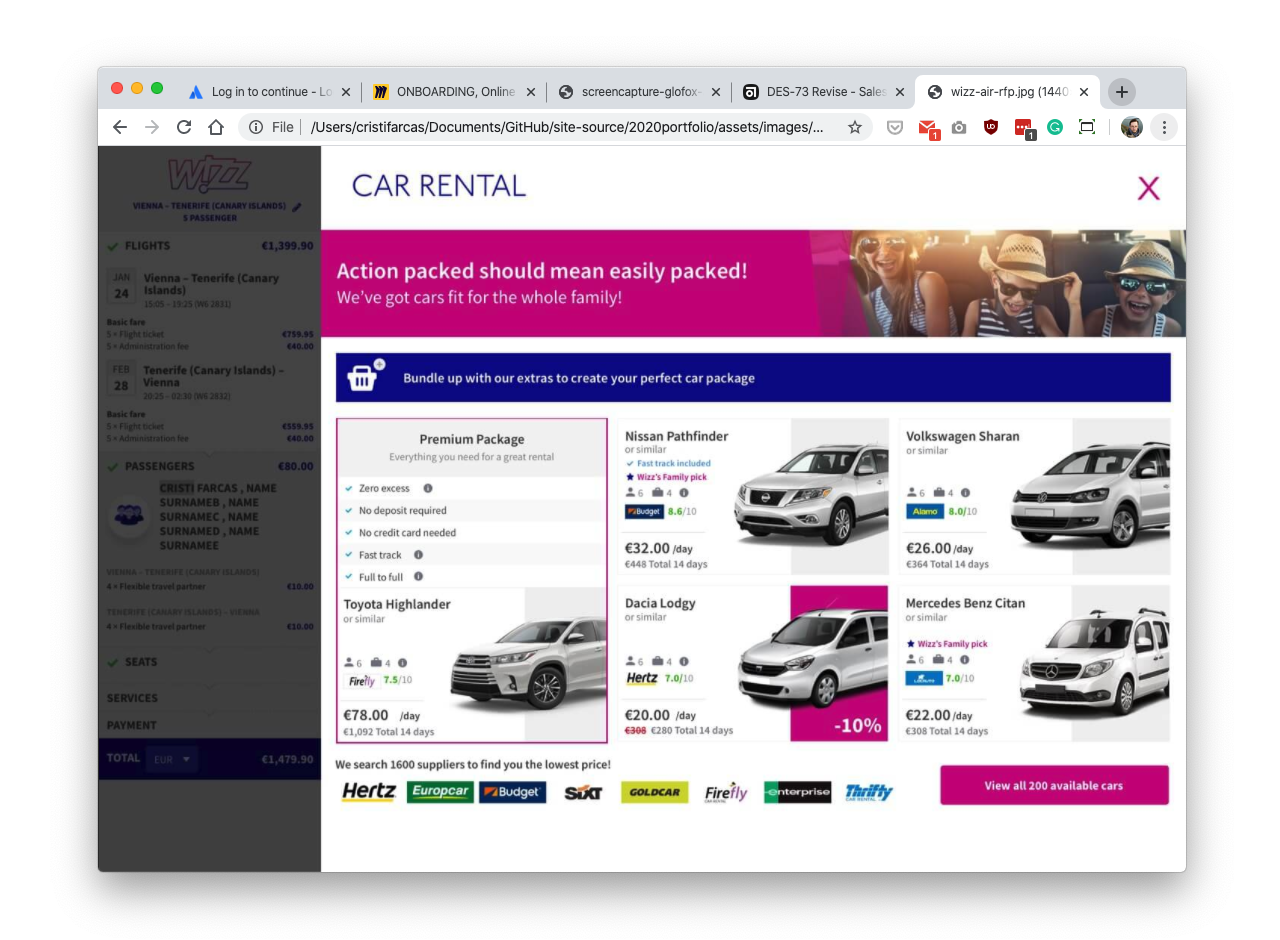 Log in to continue - Lo
ONBOARDING, Online
screencapture-glofox-
DES-73 Revise - Sales
wizz-air-rfp.jpg (1440
File
/Users/cristifarcas/Documents/GitHub/site-source/2020portfolio/assets/images/...
1
1
WIZZ
VIENNA – TENERIFE (CANARY ISLANDS)
5 PASSENGER
FLIGHTS €1,399.90
JAN
24
Vienna – Tenerife (Canary
Islands)
15:05 – 19:25 (W6 2831)
Basic fare
5 × Flight ticket €759.95
5 × Administration fee €40.00
FEB
28
Tenerife (Canary Islands) –
Vienna
20:25 – 02:30 (W6 2832)
Basic fare
5 × Flight ticket €559.95
5 × Administration fee €40.00
PASSENGERS €80.00
CRISTI FARCAS , NAME
SURNAMEB , NAME
SURNAMEC , NAME
SURNAMED , NAME
SURNAMEE
VIENNA – TENERIFE (CANARY ISLANDS)
4 × Flexible travel partner €10.00
TENERIFE (CANARY ISLANDS) – VIENNA
4 × Flexible travel partner €10.00
SEATS
SERVICES
PAYMENT
TOTAL EUR €1,479.90
CAR RENTAL
X
Action packed should mean easily packed!
We've got cars fit for the whole family!
Bundle up with our extras to create your perfect car package
Premium Package
Everything you need for a great rental
Zero excess
No deposit required
No credit card needed
Fast track
Full to full
Toyota Highlander
or similar
6 4
Firefly 7.5/10
€78.00 /day
€1,092 Total 14 days
Nissan Pathfinder
or similar
Fast track included
Wizz's Family pick
6 4
Budget 8.6/10
€32.00 /day
€448 Total 14 days
Volkswagen Sharan
or similar
6 4
Alamo 8.0/10
€26.00 /day
€364 Total 14 days
Dacia Lodgy
or similar
6 4
Hertz 7.0/10
€20.00 /day
€308 €280 Total 14 days
-10%
Mercedes Benz Citan
or similar
Wizz's Family pick
6 4
7.0/10
€22.00 /day
€308 Total 14 days
We search 1600 suppliers to find you the lowest price!
Hertz Europcar Budget SIXT GOLDCAR Firefly CAR RENTAL enterprise Thrifty CAR RENTAL
View all 200 available cars